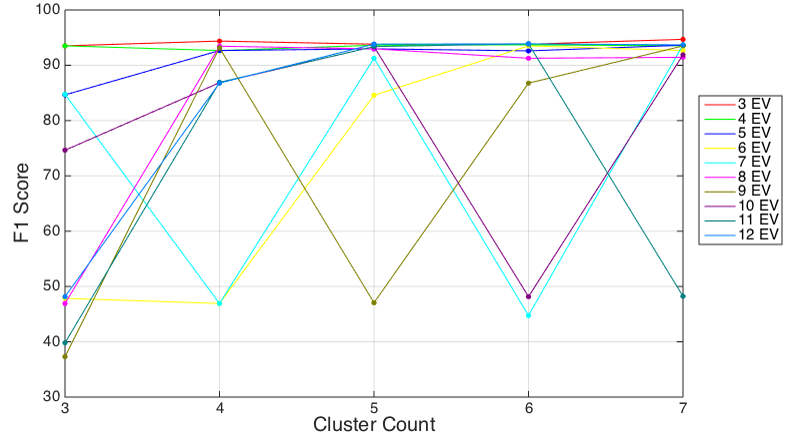 100
90
80
70
60
50
40
30
3 4 5 6 7
F1 Score
Cluster Count
3 EV
4 EV
5 EV
6 EV
7 EV
8 EV
9 EV
10 EV
11 EV
12 EV